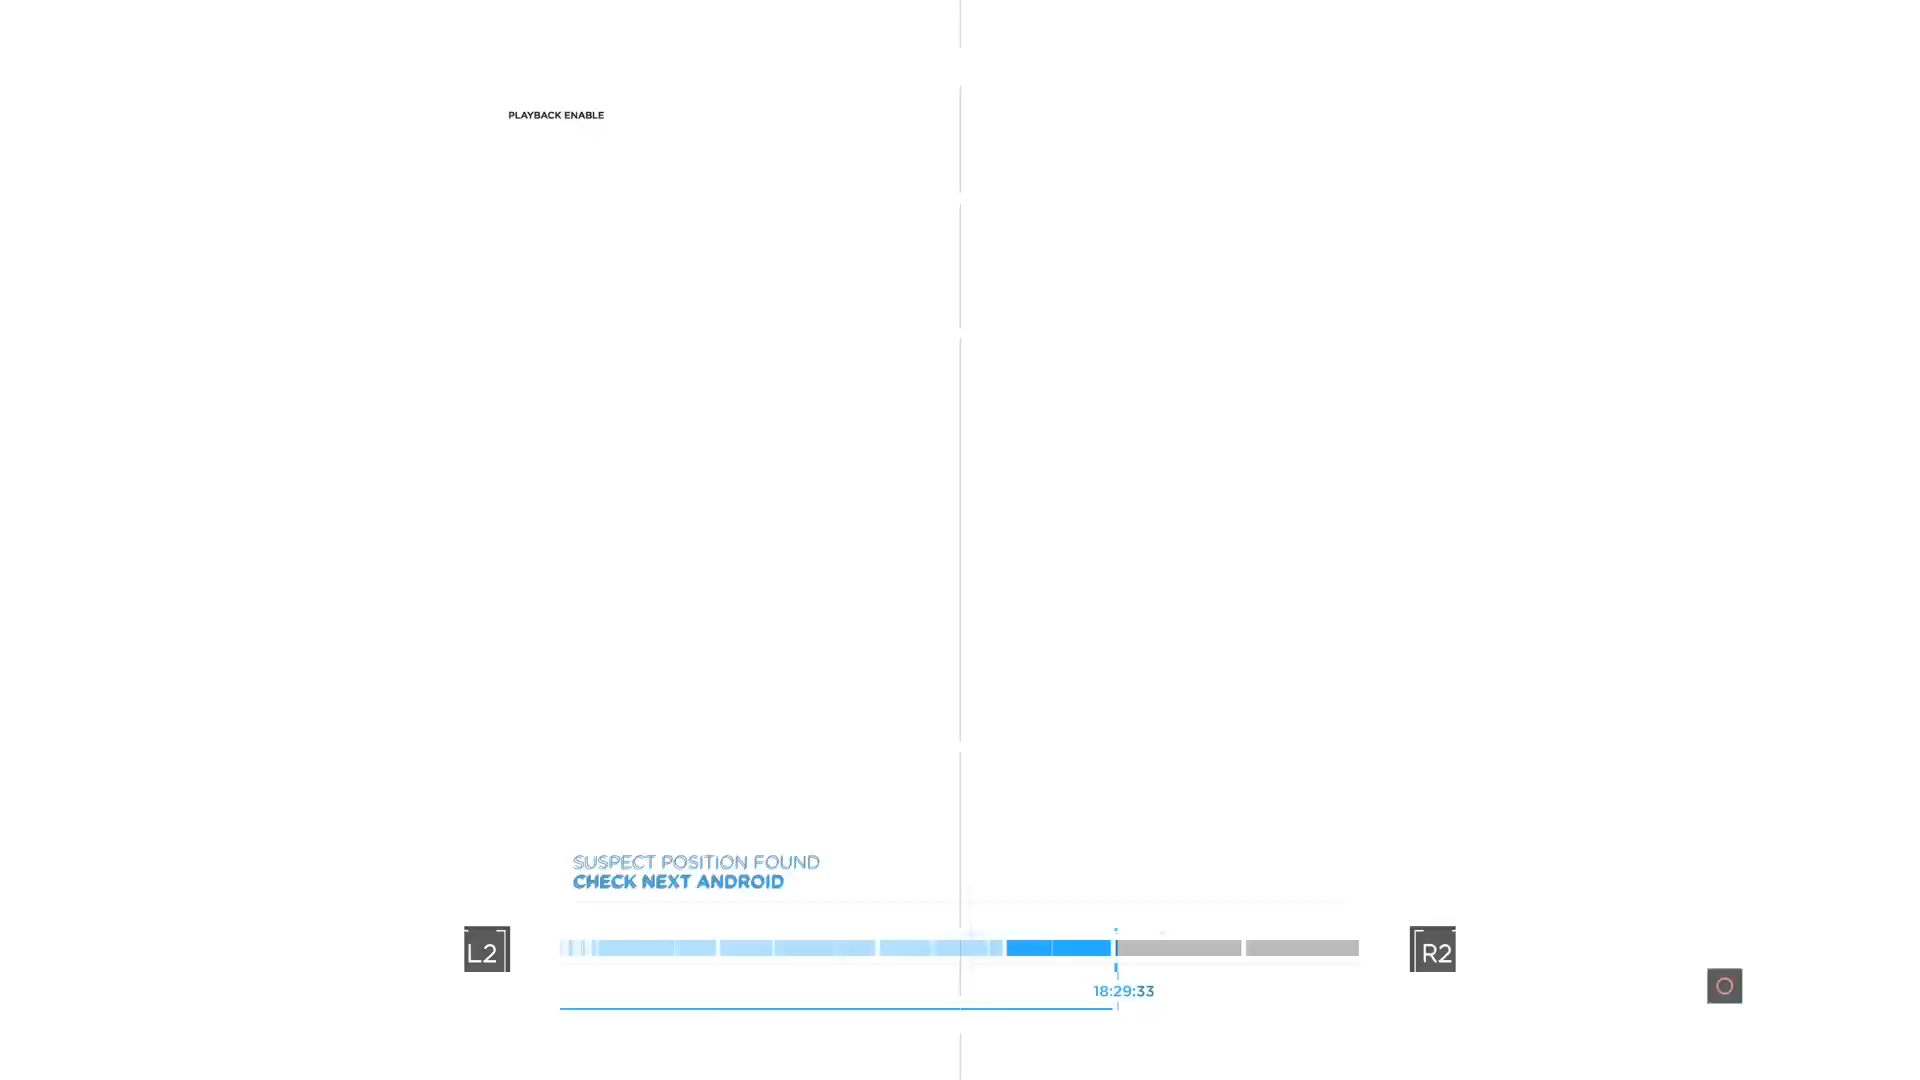 PLAYBACK ENABLE
SUSPECT POSITION FOUND
CHECK NEXT ANDROID
L2
R2
18:29:33